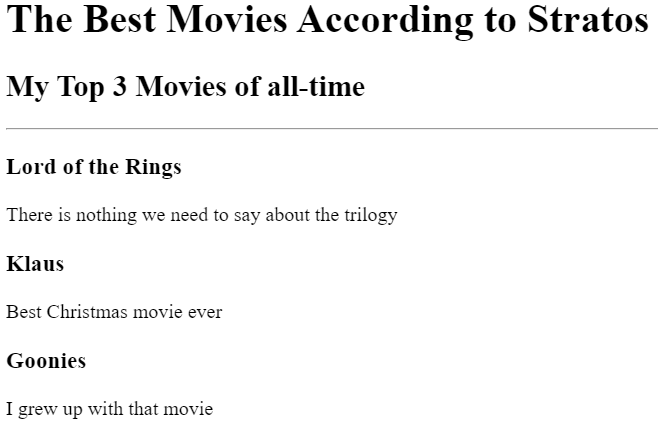 The Best Movies According to Stratos
My Top 3 Movies of all-time
Lord of the Rings
There is nothing we need to say about the trilogy
Klaus
Best Christmas movie ever
Goonies
I grew up with that movie